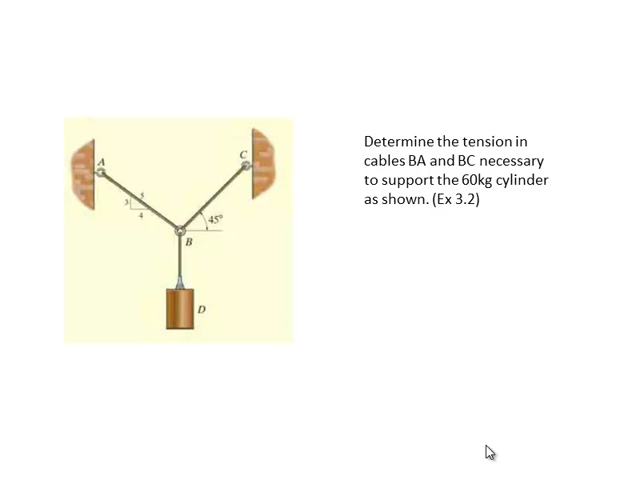 A
C
5
3
4
45°
B
D
Determine the tension in
cables BA and BC necessary
to support the 60kg cylinder
as shown. (Ex 3.2)